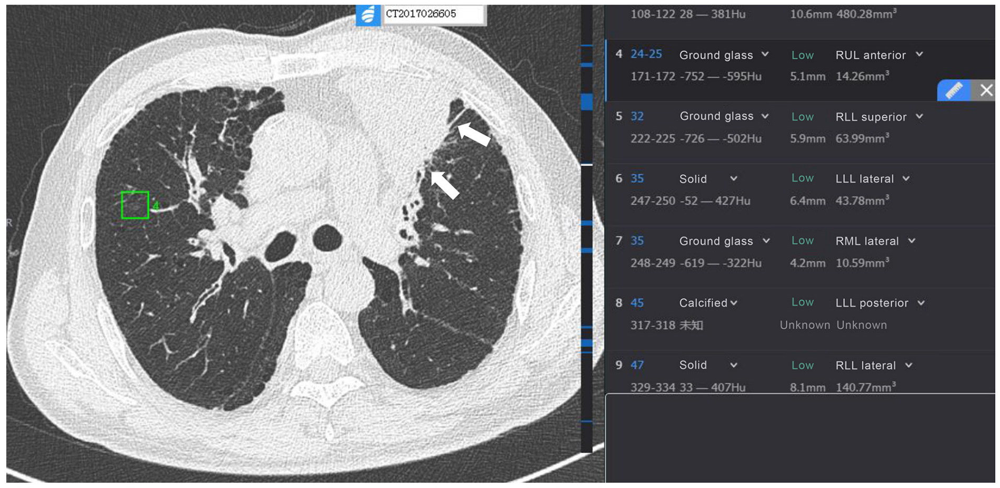 CT2017026605
108-122 28 — 381Hu 10.6mm 480.28mm³
4 24-25 Ground glass Low RUL anterior
171-172 -752 — -595Hu 5.1mm 14.26mm³
5 32 Ground glass Low RLL superior
222-225 -726 — -502Hu 5.9mm 63.99mm³
6 35 Solid Low LLL lateral
247-250 -52 — 427Hu 6.4mm 43.78mm³
7 35 Ground glass Low RML lateral
248-249 -619 — -322Hu 4.2mm 10.59mm³
8 45 Calcified Low LLL posterior
317-318 未知 Unknown Unknown
9 47 Solid Low RLL lateral
329-334 33 — 407Hu 8.1mm 140.77mm³
4
R